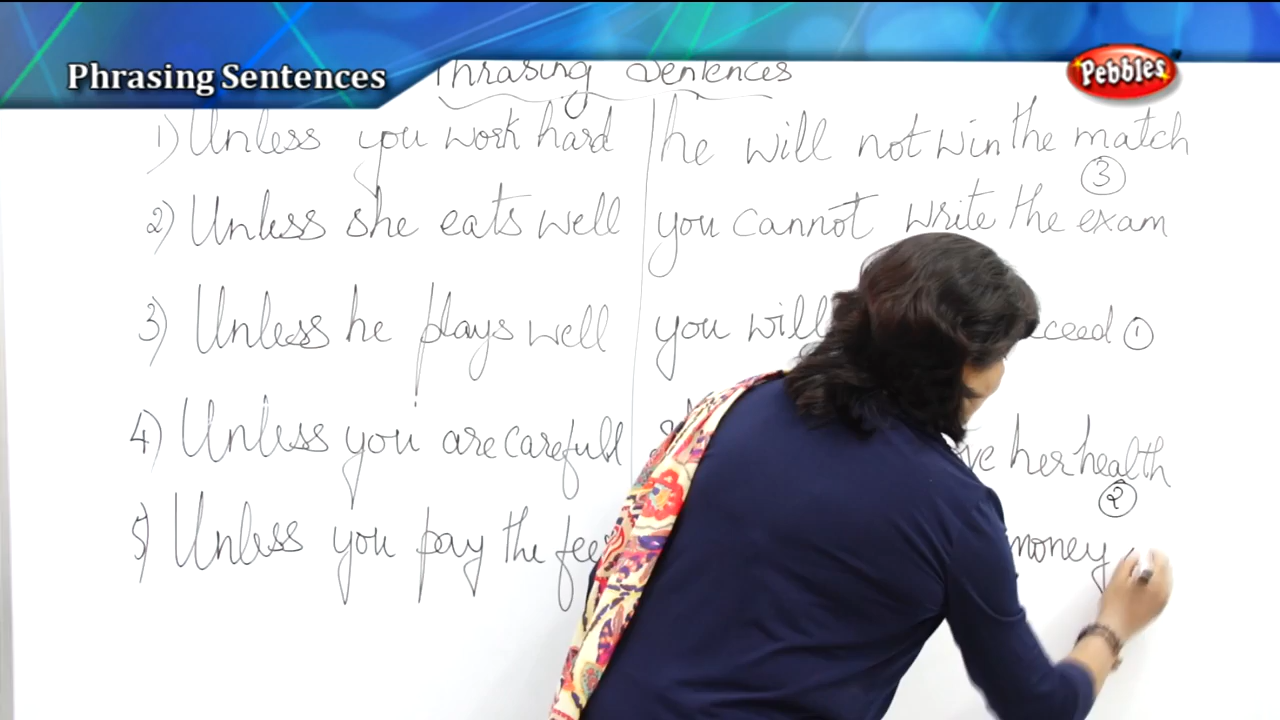 Phrasing Sentences
Pebbles
Phrasing Sentences
1) Unless you work hard he will not win the match
③
2) Unless she eats well you cannot write the exam
3) Unless he plays well you will ①
4) Unless you are carefull her health
②
5) Unless you pay the money